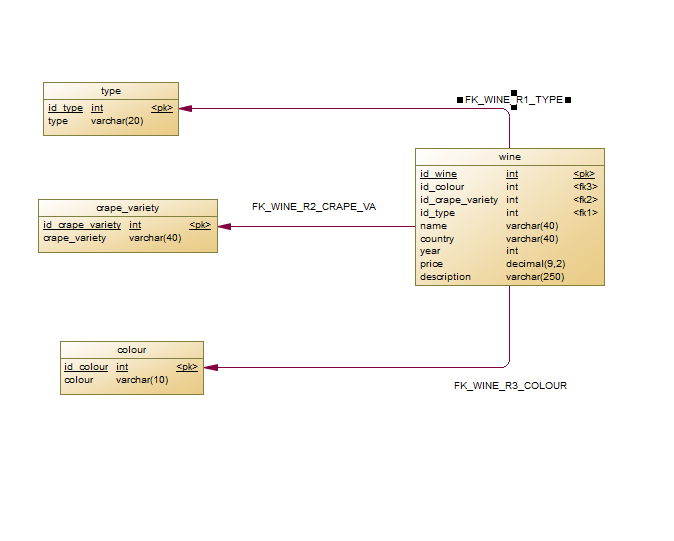 type
id_type int <pk>
type varchar(20)
FK_WINE_R1_TYPE
wine
id_wine int <pk>
id_colour int <fk3>
id_crape_variety int <fk2>
id_type int <fk1>
name varchar(40)
country varchar(40)
year int
price decimal(9,2)
description varchar(250)
crape_variety
id_crape_variety int <pk>
crape_variety varchar(40)
FK_WINE_R2_CRAPE_VA
colour
id_colour int <pk>
colour varchar(10)
FK_WINE_R3_COLOUR